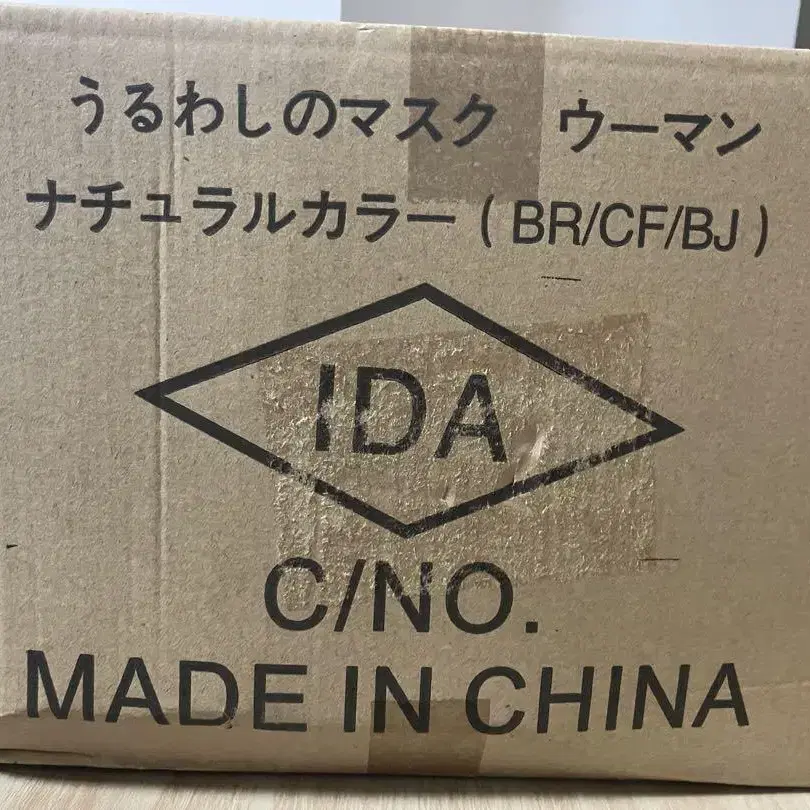 うるわしのマスク　ウーマン
ナチュラルカラー ( BR/CF/BJ )
IDA
C/NO.
MADE IN CHINA